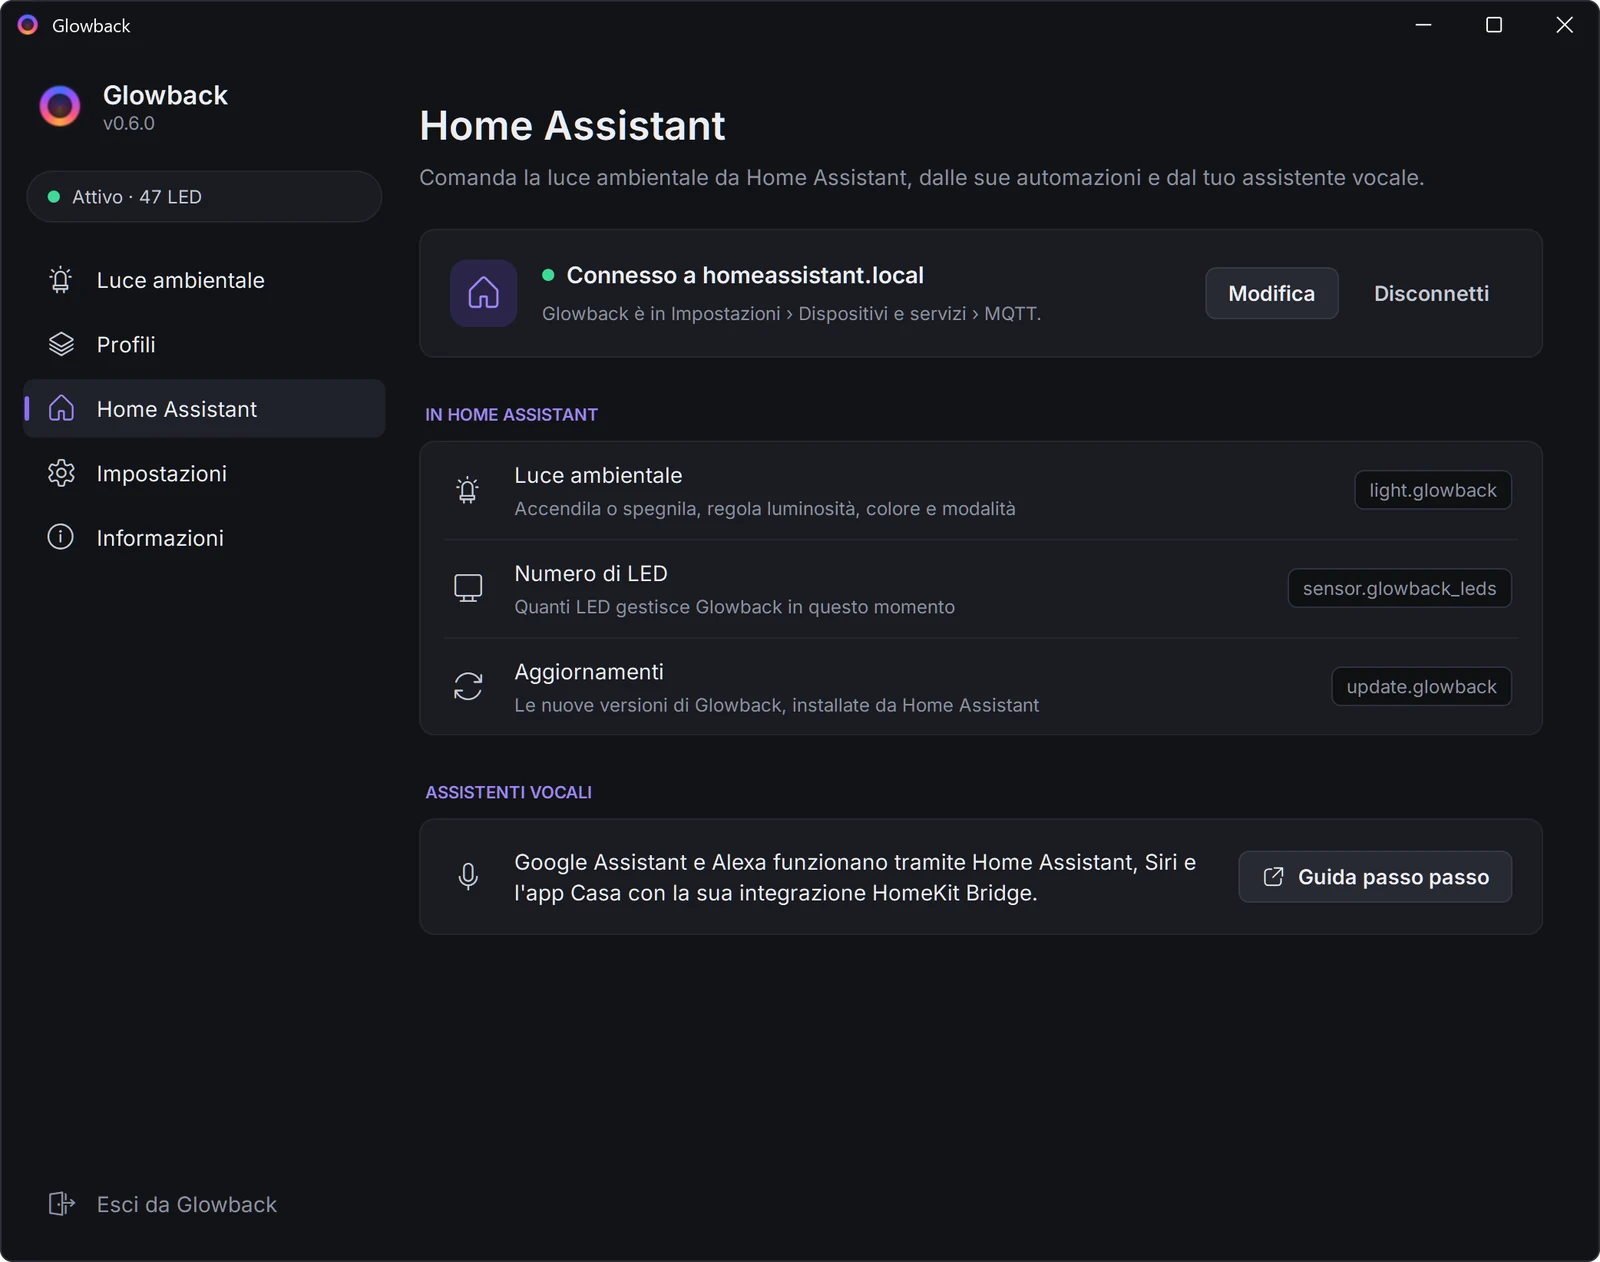 Glowback
Glowback
v0.6.0
Attivo · 47 LED
Luce ambientale
Profili
Home Assistant
Impostazioni
Informazioni
Esci da Glowback
Home Assistant
Comanda la luce ambientale da Home Assistant, dalle sue automazioni e dal tuo assistente vocale.
Connesso a homeassistant.local
Glowback è in Impostazioni › Dispositivi e servizi › MQTT.
Modifica
Disconnetti
IN HOME ASSISTANT
Luce ambientale
Accendila o spegnila, regola luminosità, colore e modalità
light.glowback
Numero di LED
Quanti LED gestisce Glowback in questo momento
sensor.glowback_leds
Aggiornamenti
Le nuove versioni di Glowback, installate da Home Assistant
update.glowback
ASSISTENTI VOCALI
Google Assistant e Alexa funzionano tramite Home Assistant, Siri e
l'app Casa con la sua integrazione HomeKit Bridge.
Guida passo passo